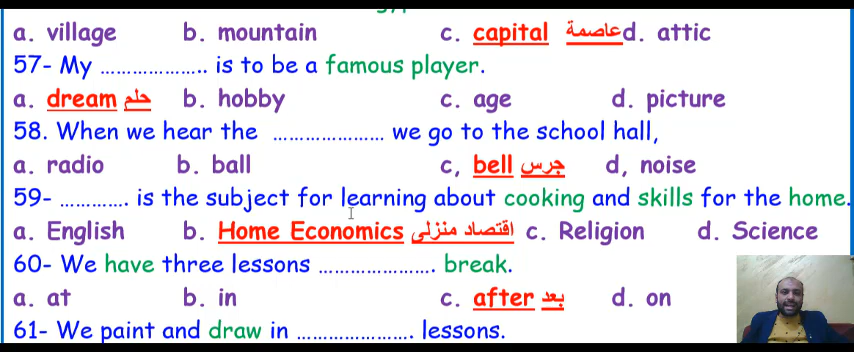 a. village b. mountain c. capital عاصمة d. attic
57- My ................... is to be a famous player.
a. dream حلم b. hobby c. age d. picture
58. When we hear the .................... we go to the school hall,
a. radio b. ball c, bell جرس d, noise
59- ............. is the subject for learning about cooking and skills for the home.
a. English b. Home Economics اقتصاد منزلى c. Religion d. Science
60- We have three lessons ..................... break.
a. at b. in c. after بعد d. on
61- We paint and draw in ..................... lessons.